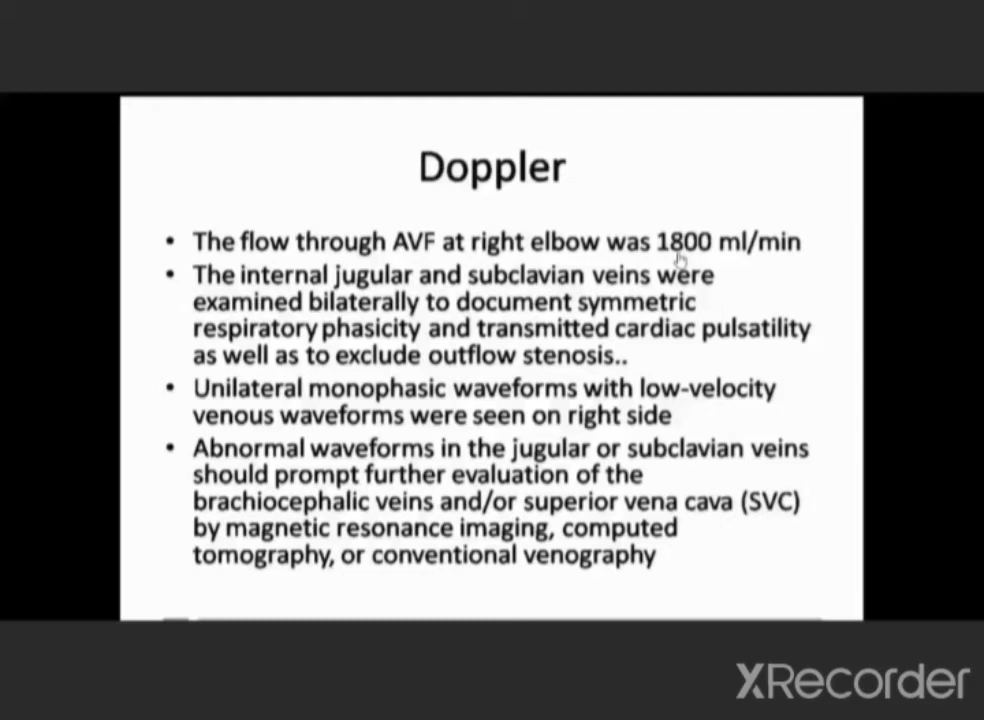 Doppler
• The flow through AVF at right elbow was 1800 ml/min
• The internal jugular and subclavian veins were
examined bilaterally to document symmetric
respiratory phasicity and transmitted cardiac pulsatility
as well as to exclude outflow stenosis..
• Unilateral monophasic waveforms with low-velocity
venous waveforms were seen on right side
• Abnormal waveforms in the jugular or subclavian veins
should prompt further evaluation of the
brachiocephalic veins and/or superior vena cava (SVC)
by magnetic resonance imaging, computed
tomography, or conventional venography
XRecorder